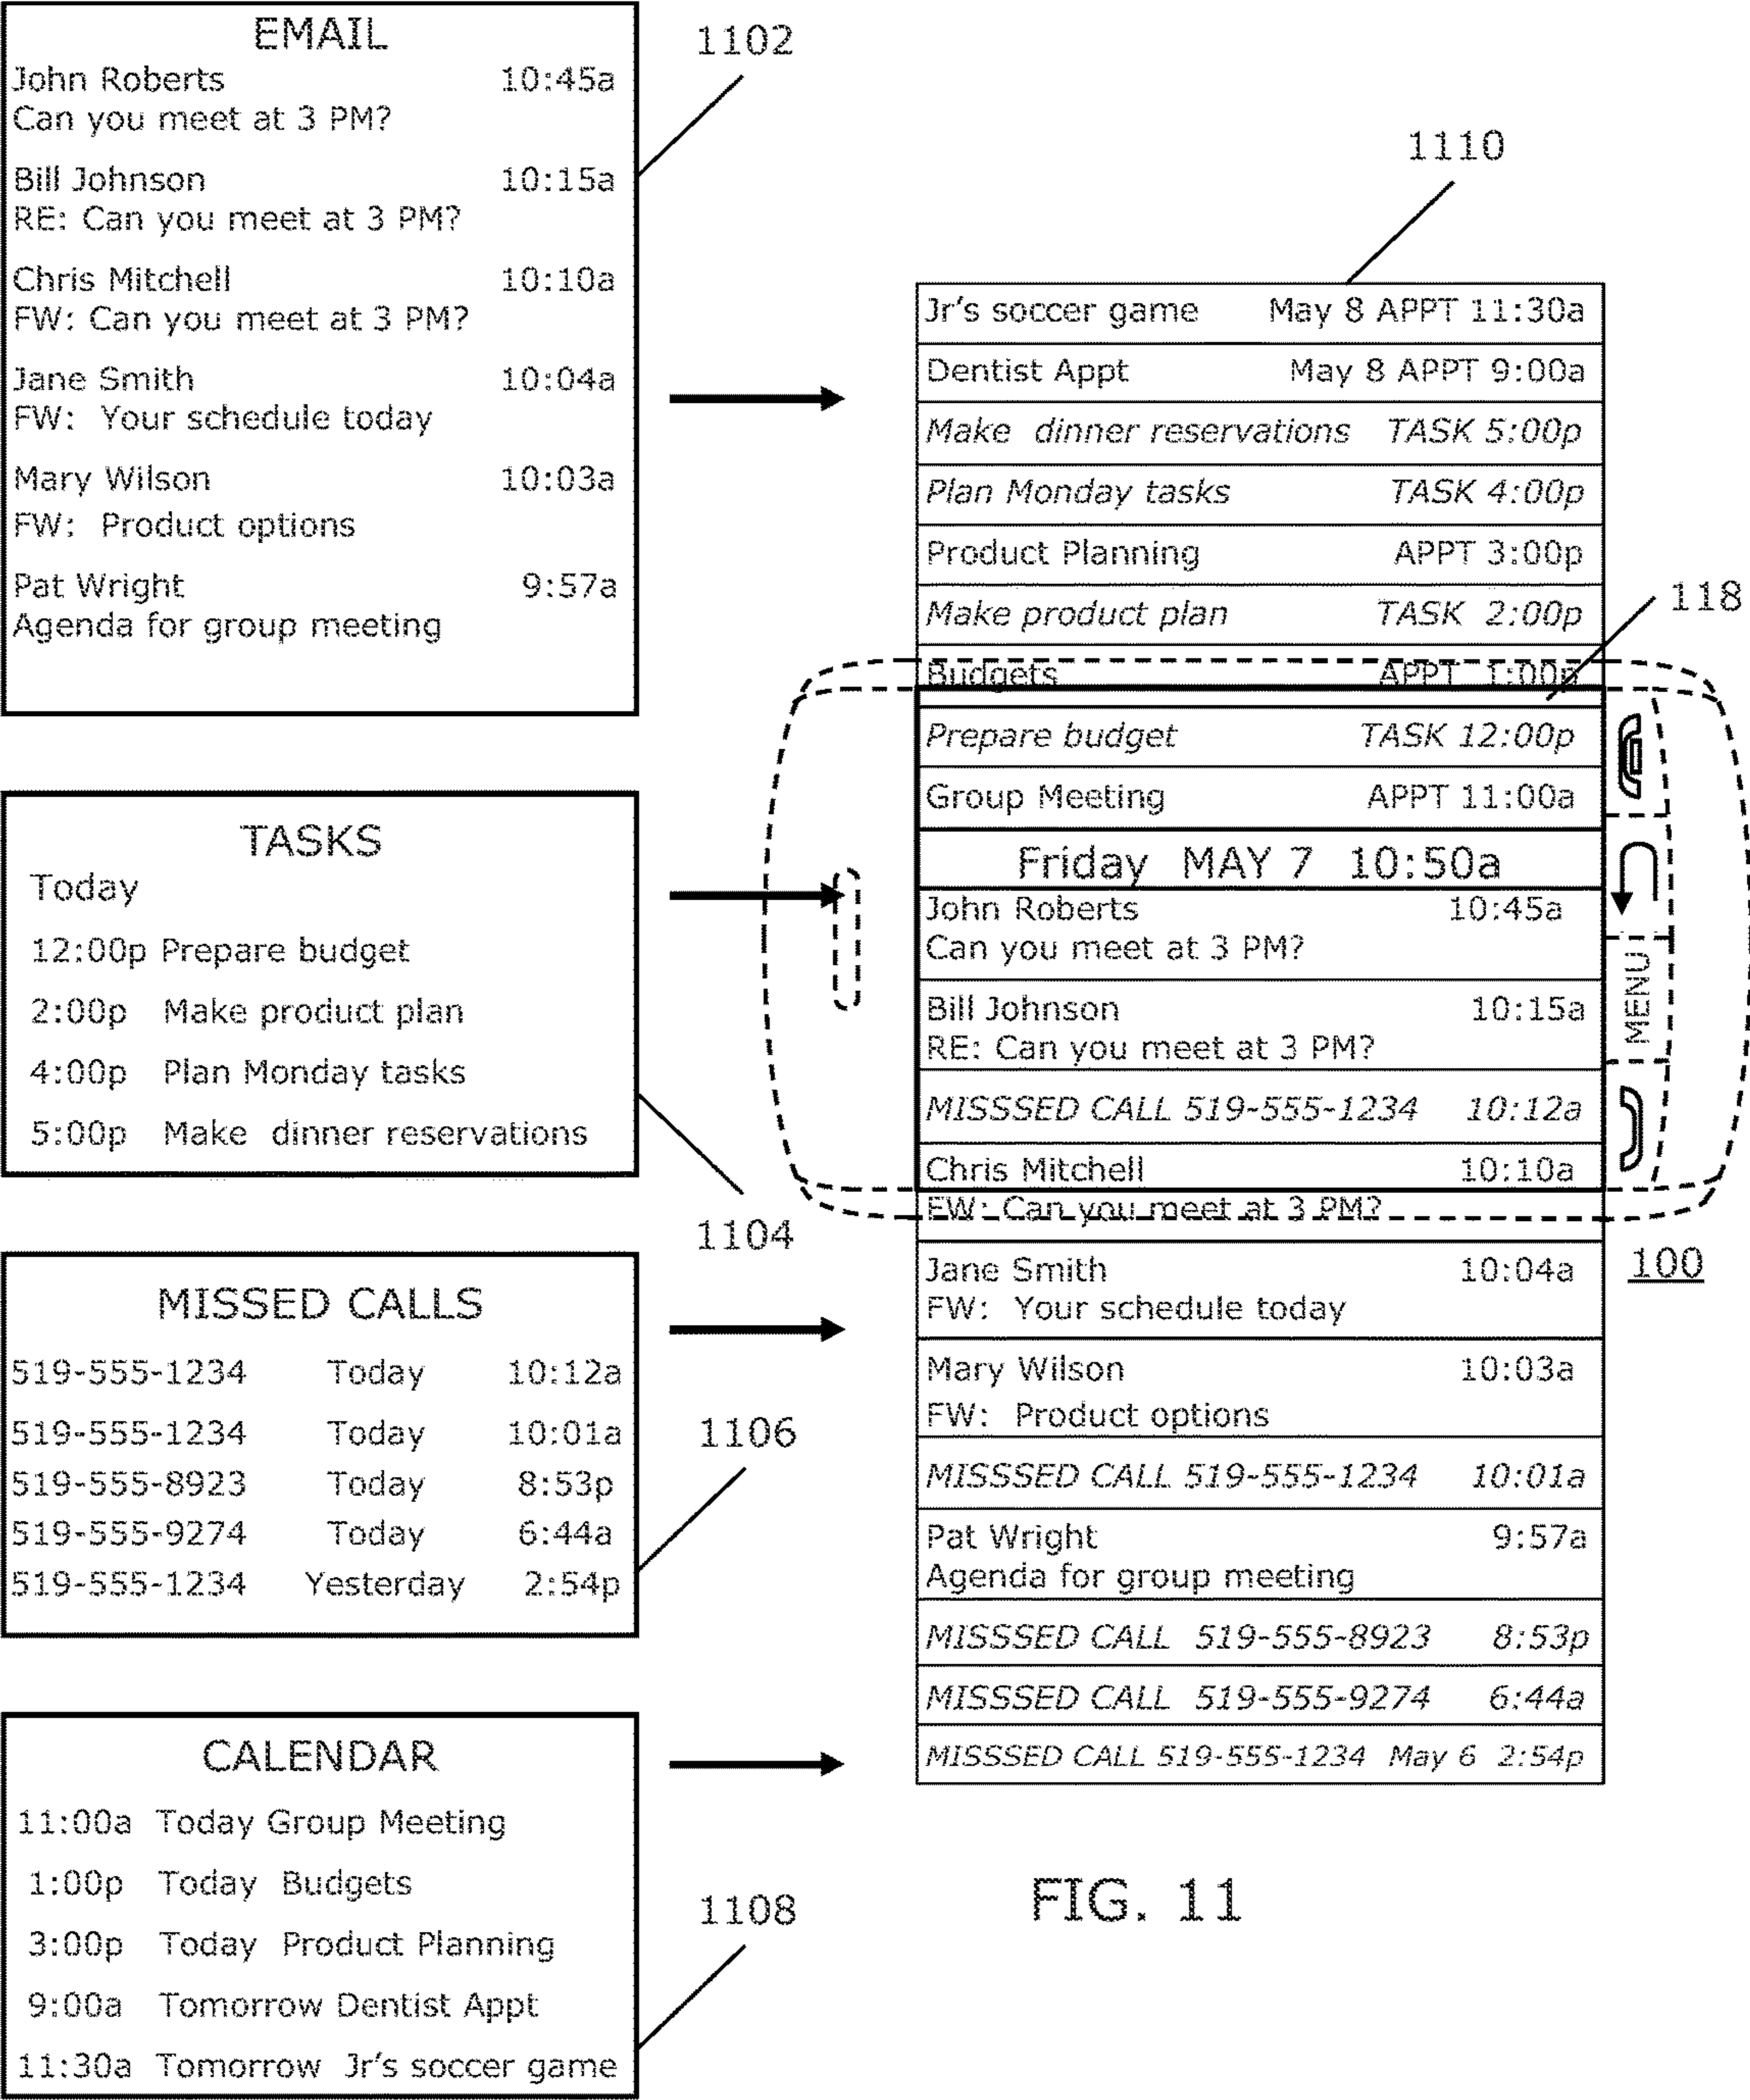 EMAIL
John Roberts 10:45a
Can you meet at 3 PM?
Bill Johnson 10:15a
RE: Can you meet at 3 PM?
Chris Mitchell 10:10a
FW: Can you meet at 3 PM?
Jane Smith 10:04a
FW: Your schedule today
Mary Wilson 10:03a
FW: Product options
Pat Wright 9:57a
Agenda for group meeting
1102
TASKS
Today
12:00p Prepare budget
2:00p Make product plan
4:00p Plan Monday tasks
5:00p Make dinner reservations
1104
MISSED CALLS
519-555-1234 Today 10:12a
519-555-1234 Today 10:01a
519-555-8923 Today 8:53p
519-555-9274 Today 6:44a
519-555-1234 Yesterday 2:54p
1106
CALENDAR
11:00a Today Group Meeting
1:00p Today Budgets
3:00p Today Product Planning
9:00a Tomorrow Dentist Appt
11:30a Tomorrow Jr's soccer game
1108
1110
Jr's soccer game May 8 APPT 11:30a
Dentist Appt May 8 APPT 9:00a
Make dinner reservations TASK 5:00p
Plan Monday tasks TASK 4:00p
Product Planning APPT 3:00p
Make product plan TASK 2:00p
118
Budgets APPT 1:00p
Prepare budget TASK 12:00p
Group Meeting APPT 11:00a
Friday MAY 7 10:50a
John Roberts 10:45a
Can you meet at 3 PM?
Bill Johnson 10:15a
RE: Can you meet at 3 PM?
MISSSED CALL 519-555-1234 10:12a
Chris Mitchell 10:10a
FW: Can you meet at 3 PM?
MENU
100
Jane Smith 10:04a
FW: Your schedule today
Mary Wilson 10:03a
FW: Product options
MISSSED CALL 519-555-1234 10:01a
Pat Wright 9:57a
Agenda for group meeting
MISSSED CALL 519-555-8923 8:53p
MISSSED CALL 519-555-9274 6:44a
MISSSED CALL 519-555-1234 May 6 2:54p
FIG. 11